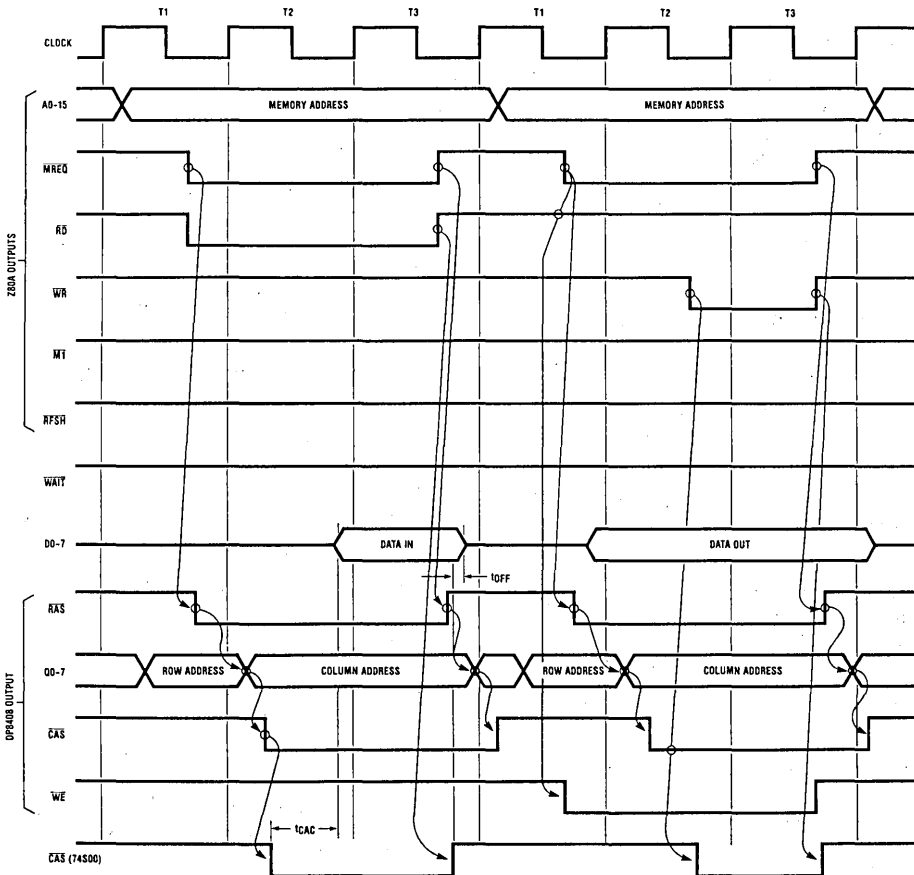 T1 T2 T3 T1 T2 T3
CLOCK
A0-15 MEMORY ADDRESS MEMORY ADDRESS
MREQ
RD
WR
M1
RFSH
WAIT
D0-7 DATA IN DATA OUT
tOFF
RAS
Q0-7 ROW ADDRESS COLUMN ADDRESS ROW ADDRESS COLUMN ADDRESS
CAS
WE
tCAC
CAS (74S00)
Z80A OUTPUTS
DP8408 OUTPUT